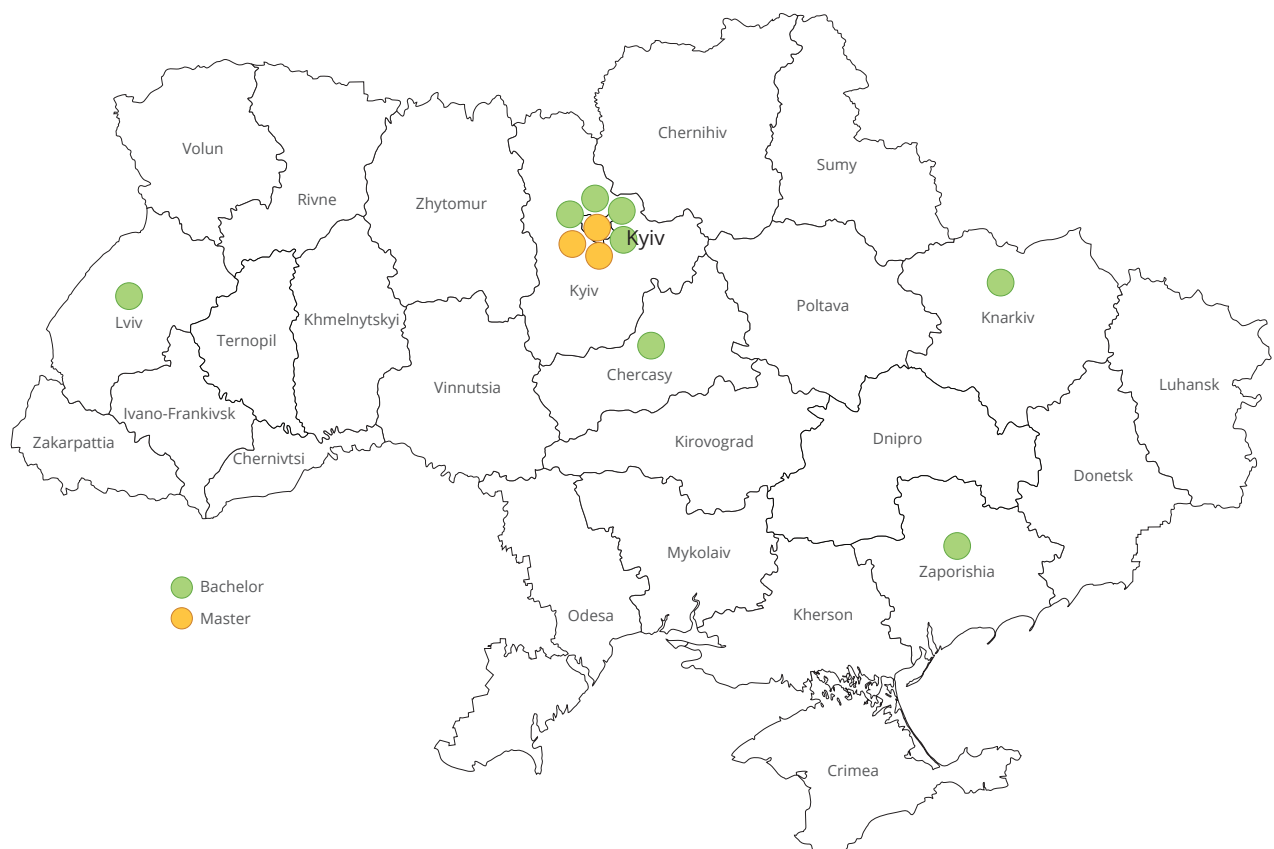 Chernihiv
Volun
Sumy
Rivne
Zhytomur
Kyiv
Kyiv
Poltava
Knarkiv
Lviv
Khmelnytskyi
Ternopil
Chercasy
Luhansk
Vinnutsia
Ivano-Frankivsk
Zakarpattia
Kirovograd
Dnipro
Chernivtsi
Donetsk
Mykolaiv
Zaporishia
Bachelor
Master
Odesa
Kherson
Crimea